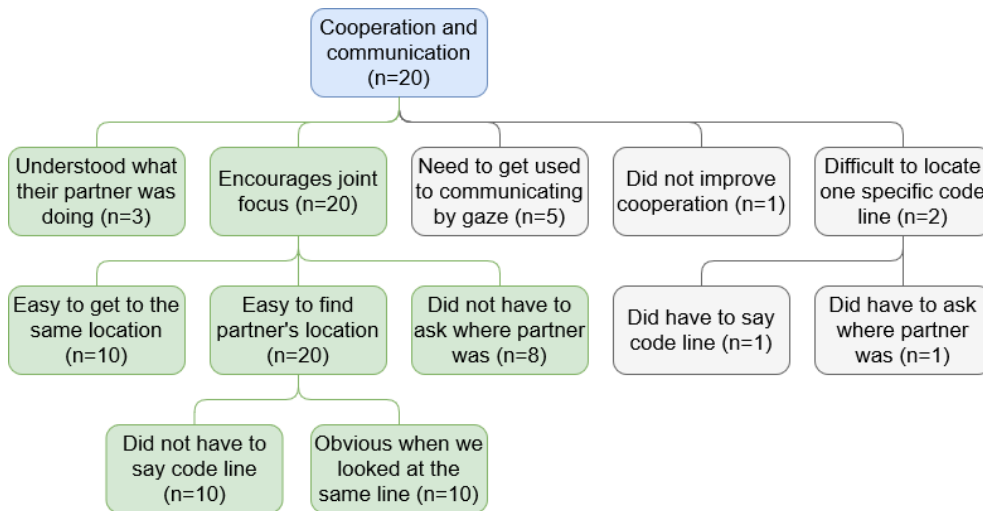 Cooperation and
communication
(n=20)
Understood what
their partner was
doing (n=3)
Encourages joint
focus (n=20)
Need to get used
to communicating
by gaze (n=5)
Did not improve
cooperation (n=1)
Difficult to locate
one specific code
line (n=2)
Easy to get to the
same location
(n=10)
Easy to find
partner's location
(n=20)
Did not have to
ask where partner
was (n=8)
Did have to say
code line (n=1)
Did have to ask
where partner
was (n=1)
Did not have to
say code line
(n=10)
Obvious when we
looked at the
same line (n=10)